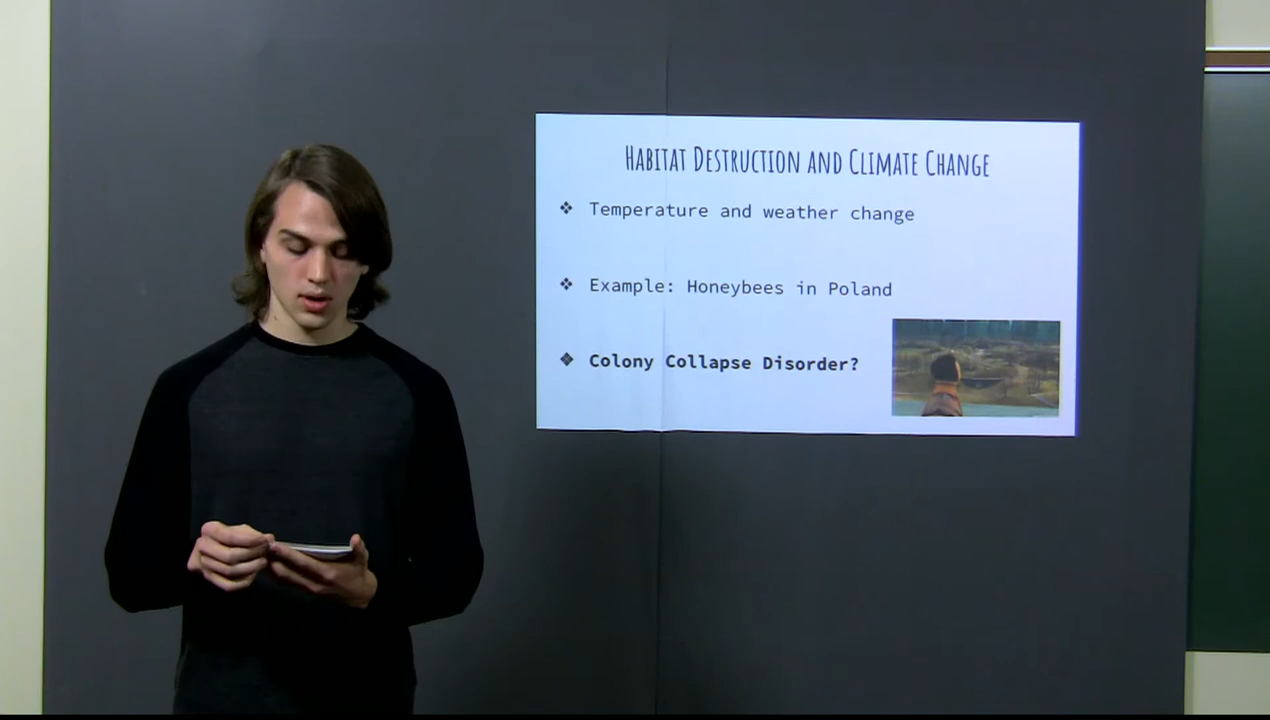 Habitat Destruction and Climate Change
❖ Temperature and weather change
❖ Example: Honeybees in Poland
❖ Colony Collapse Disorder?